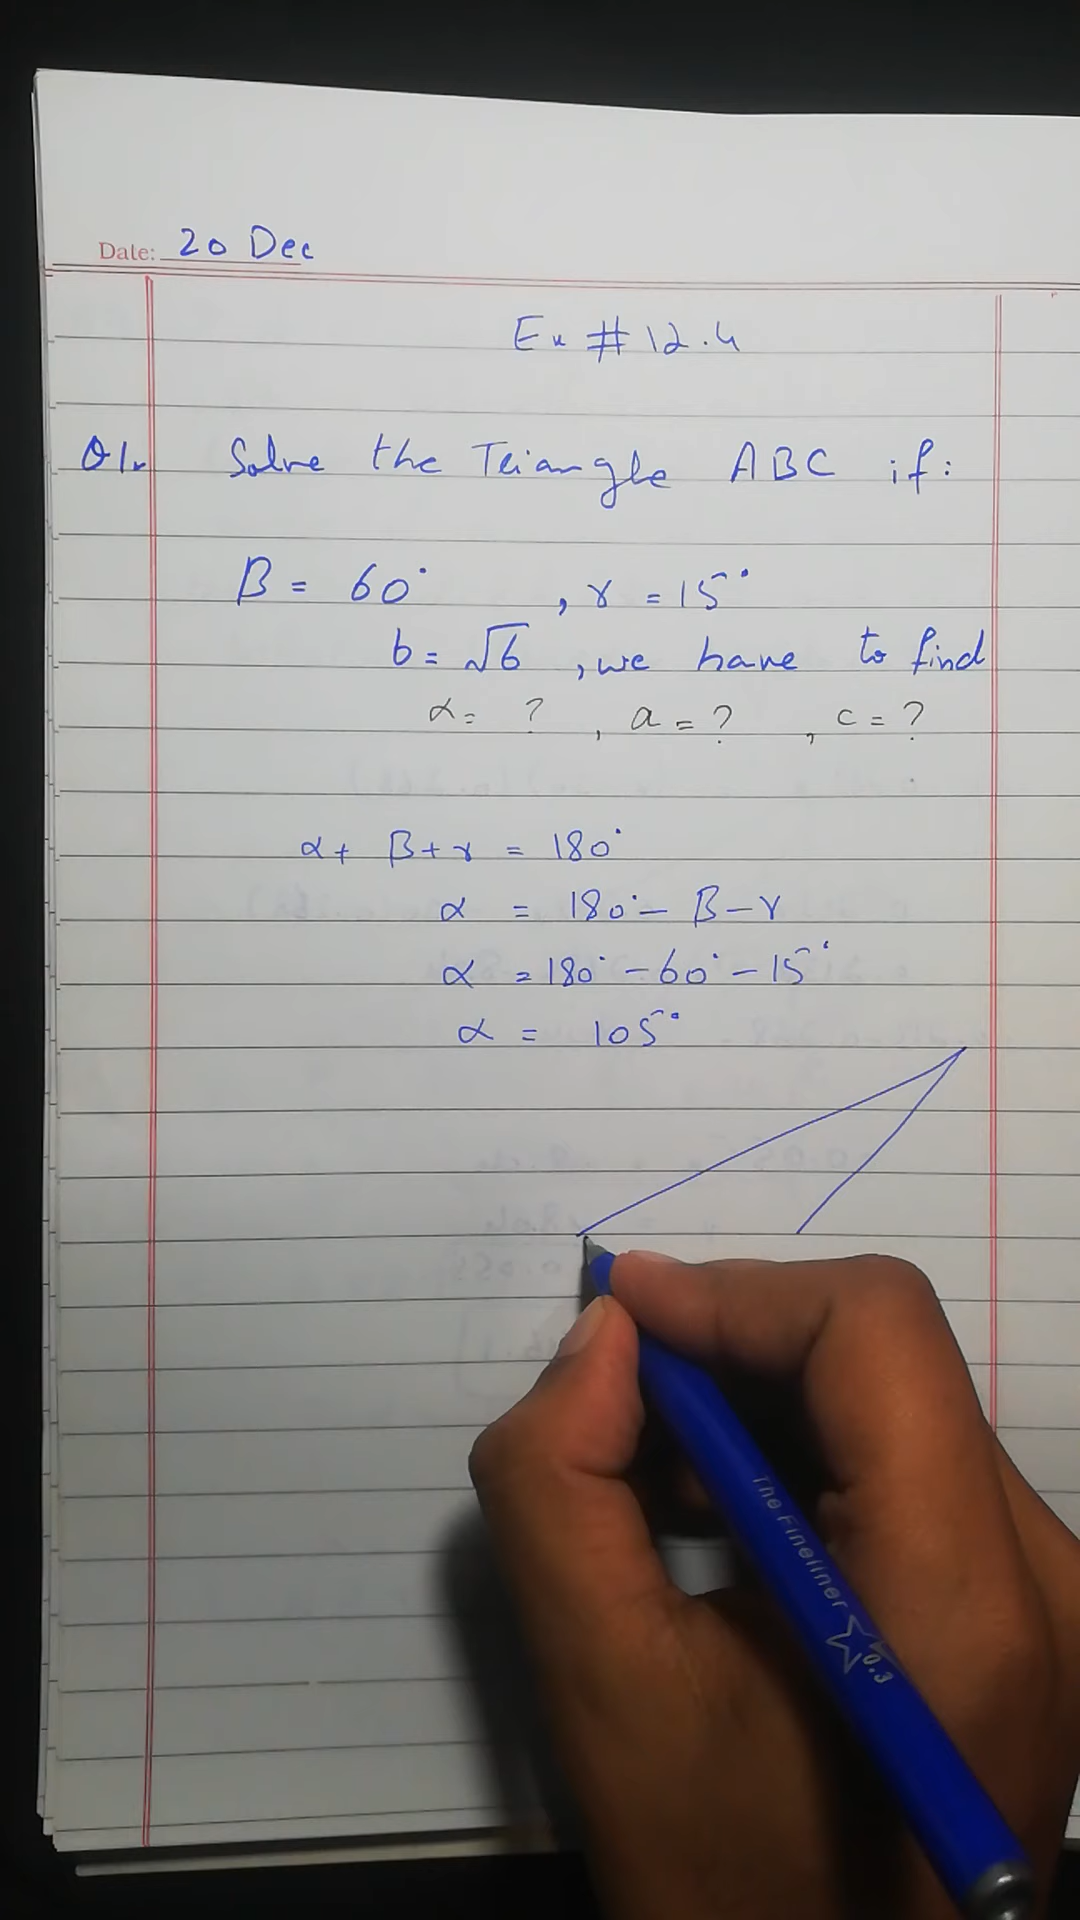 Date: 20 Dec
Ex # 12.4
Q1. Solve the Triangle ABC if:
β = 60° , γ = 15°
b = √6 , we have to find
α = ? , a = ? , c = ?
α + β + γ = 180°
α = 180° - β - γ
α = 180° - 60° - 15°
α = 105°
The Fineliner 0.3